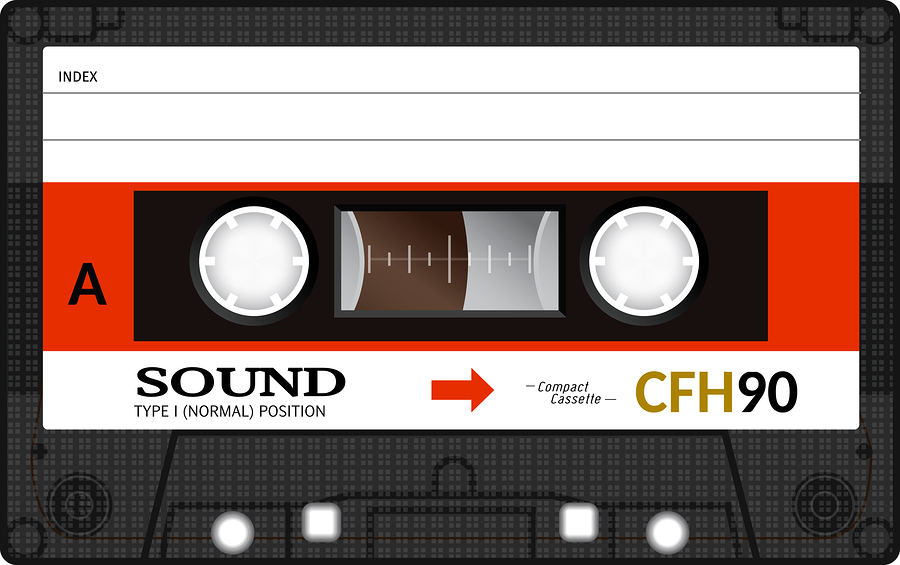 INDEX
A
SOUND
TYPE I (NORMAL) POSITION
Compact
Cassette
CFH90